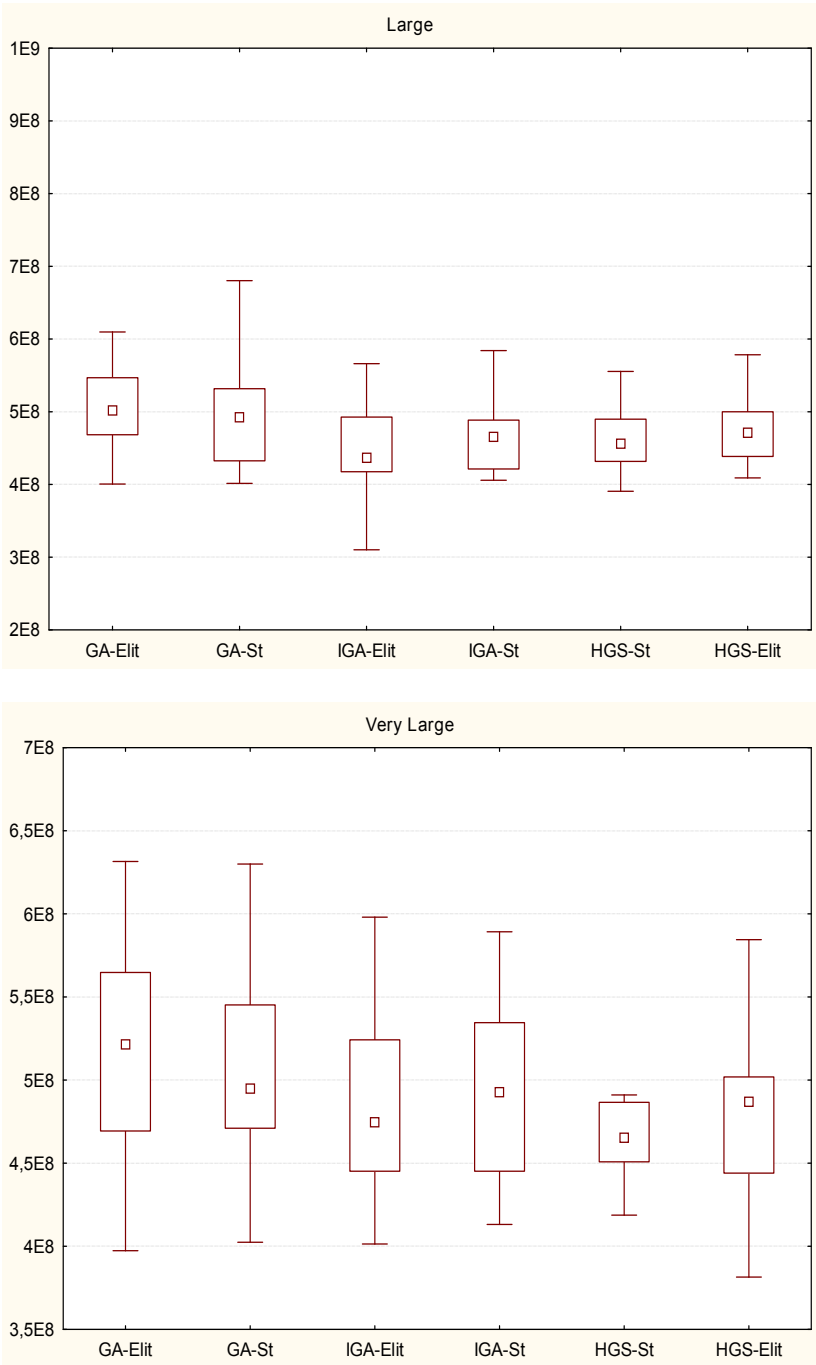 Large
1E9
9E8
8E8
7E8
6E8
5E8
4E8
3E8
2E8
GA-Elit GA-St IGA-Elit IGA-St HGS-St HGS-Elit
Very Large
7E8
6,5E8
6E8
5,5E8
5E8
4,5E8
4E8
3,5E8
GA-Elit GA-St IGA-Elit IGA-St HGS-St HGS-Elit